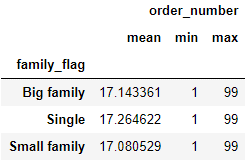 order_number
mean min max
family_flag
Big family 17.143361 1 99
Single 17.264622 1 99
Small family 17.080529 1 99